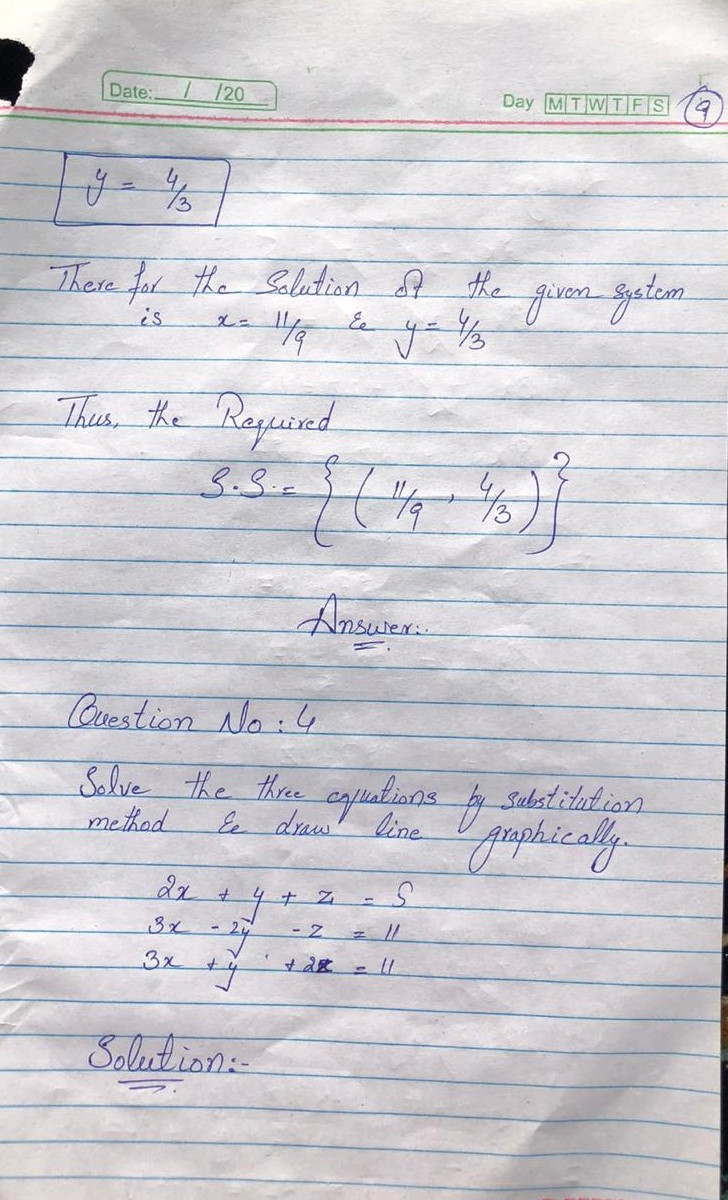 Date: / /20
Day M T W T F S
9
y = 4/3
There for the Solution of the given system
is x = 11/9 & y = 4/3
Thus, the Required
S.S. = { ( 11/9 , 4/3 ) }
Answer:.
Question No : 4
Solve the three equations by substitution
method & draw line graphically.
2x + y + z = 5
3x - 2y - z = 11
3x + y + 2z = 11
Solution:-